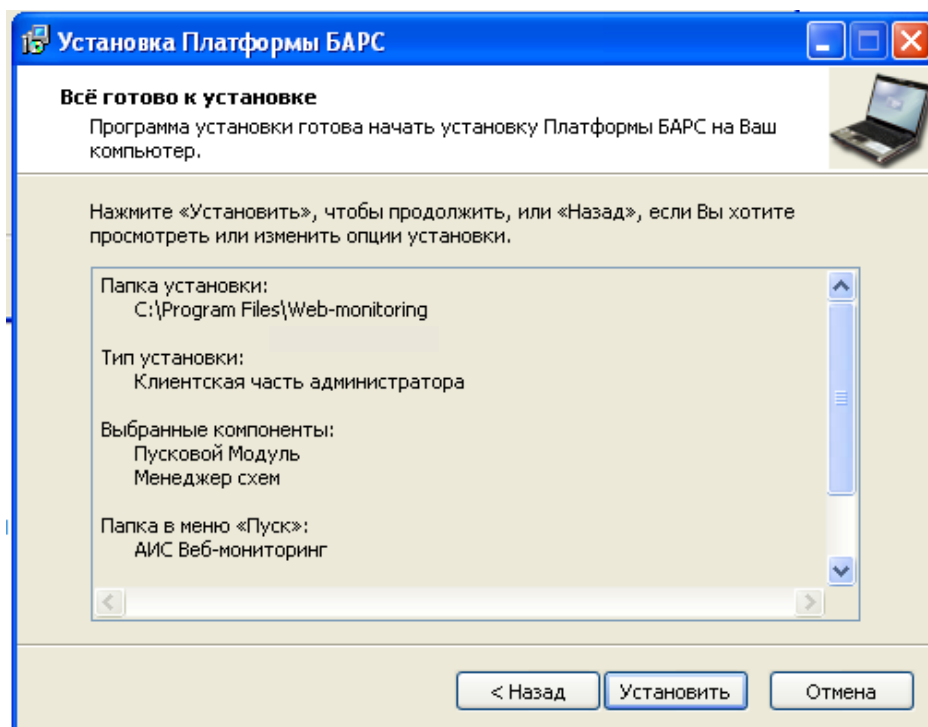 Установка Платформы БАРС
Всё готово к установке
Программа установки готова начать установку Платформы БАРС на Ваш
компьютер.
Нажмите «Установить», чтобы продолжить, или «Назад», если Вы хотите
просмотреть или изменить опции установки.
Папка установки:
C:\Program Files\Web-monitoring
Тип установки:
Клиентская часть администратора
Выбранные компоненты:
Пусковой Модуль
Менеджер схем
Папка в меню «Пуск»:
АИС Веб-мониторинг
< Назад
Установить
Отмена